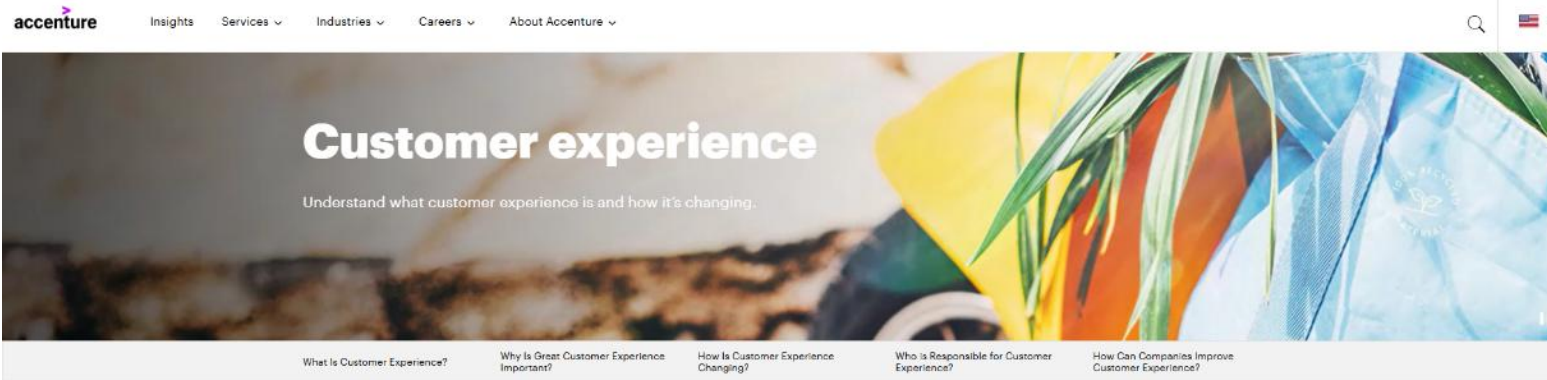 accenture
Insights
Services
Industries
Careers
About Accenture
Customer experience
Understand what customer experience is and how it's changing.
What Is Customer Experience?
Why Is Great Customer Experience
Important?
How Is Customer Experience
Changing?
Who is Responsible for Customer
Experience?
How Can Companies Improve
Customer Experience?